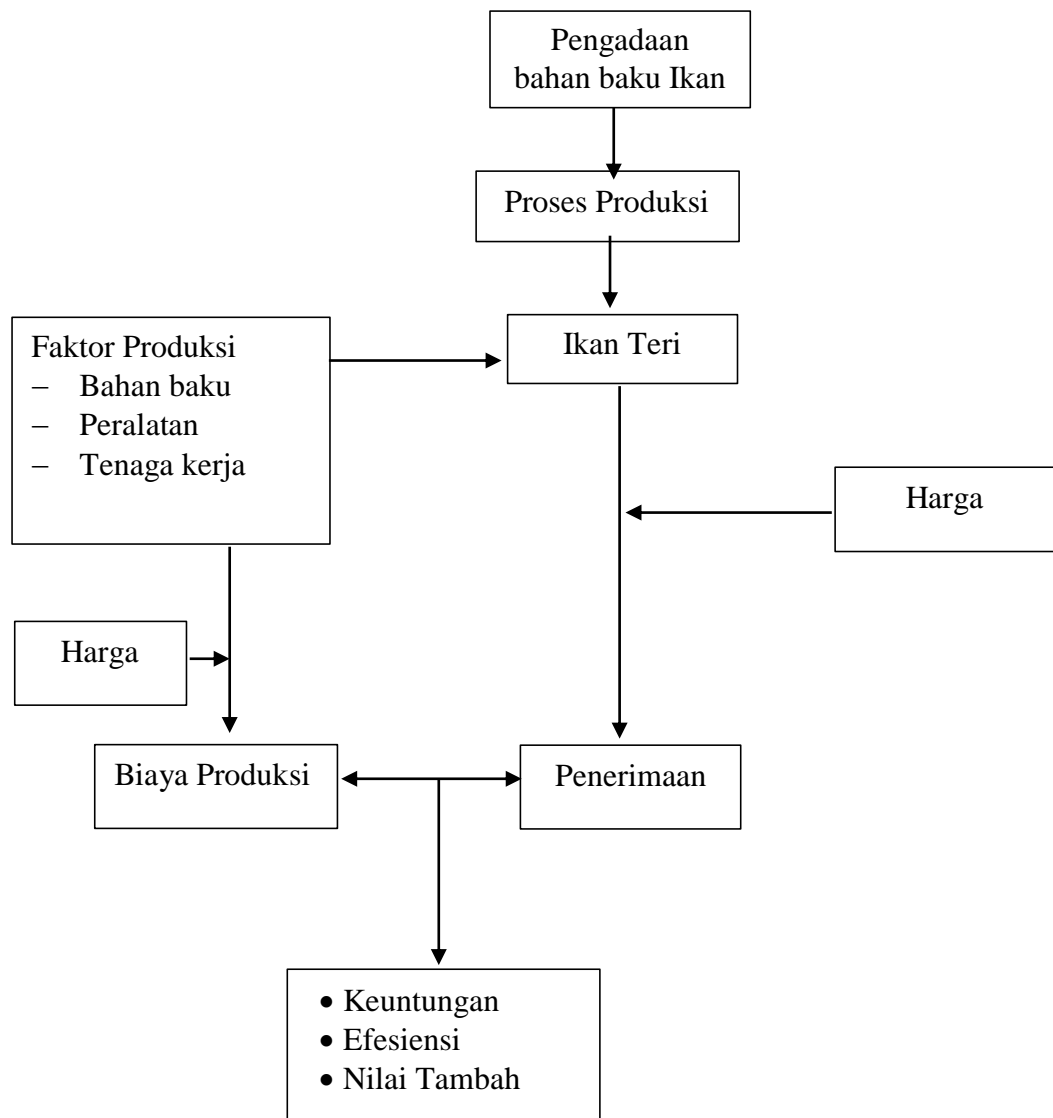 Pengadaan
bahan baku Ikan
Proses Produksi
Faktor Produksi
– Bahan baku
– Peralatan
– Tenaga kerja
Ikan Teri
Harga
Harga
Biaya Produksi
Penerimaan
• Keuntungan
• Efesiensi
• Nilai Tambah